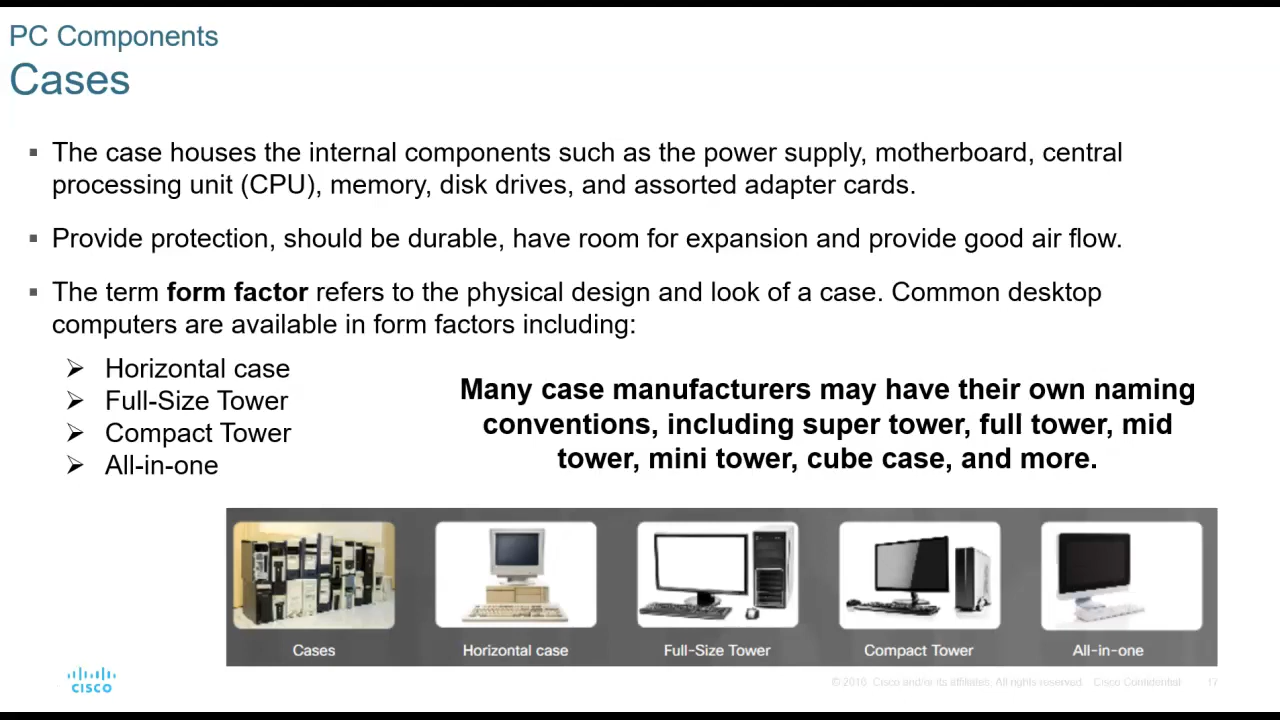 PC Components
Cases
▪ The case houses the internal components such as the power supply, motherboard, central
processing unit (CPU), memory, disk drives, and assorted adapter cards.
▪ Provide protection, should be durable, have room for expansion and provide good air flow.
▪ The term form factor refers to the physical design and look of a case. Common desktop
computers are available in form factors including:
➢ Horizontal case
➢ Full-Size Tower
➢ Compact Tower
➢ All-in-one
Many case manufacturers may have their own naming
conventions, including super tower, full tower, mid
tower, mini tower, cube case, and more.
Cases
Horizontal case
Full-Size Tower
Compact Tower
All-in-one
CISCO
Cisco and/or its affiliates. All rights reserved. Cisco Confidential 17